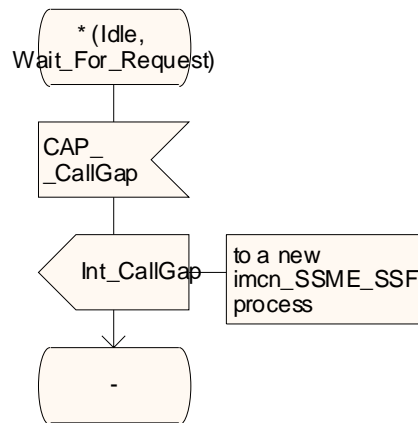 * (Idle,
Wait_For_Request)
CAP_
_CallGap
Int_CallGap
to a new
imcn_SSME_SSF
process
-